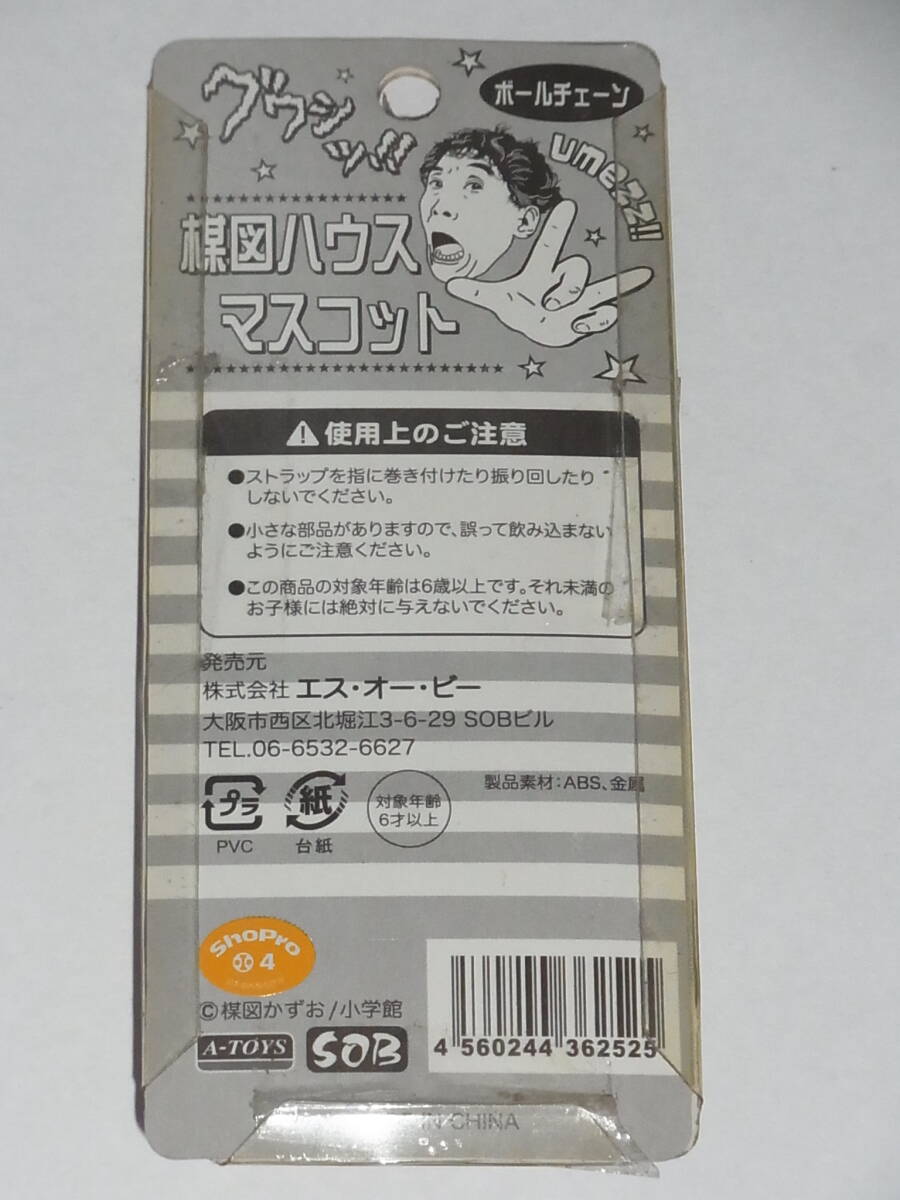 グワシッ!!
ボールチェーン
umezz!!
楳図ハウス
マスコット
使用上のご注意
●ストラップを指に巻き付けたり振り回したり
しないでください。
●小さな部品がありますので、誤って飲み込まない
ようにご注意ください。
●この商品の対象年齢は6歳以上です。それ未満の
お子様には絶対に与えないでください。
発売元
株式会社 エス・オー・ビー
大阪市西区北堀江3-6-29 SOBビル
TEL.06-6532-6627
製品素材:ABS、金属
プラ
PVC
紙
台紙
対象年齢
6才以上
ShoPro
4
©楳図かずお/小学館
A-TOYS
SOB
4 560244 362525
IN CHINA